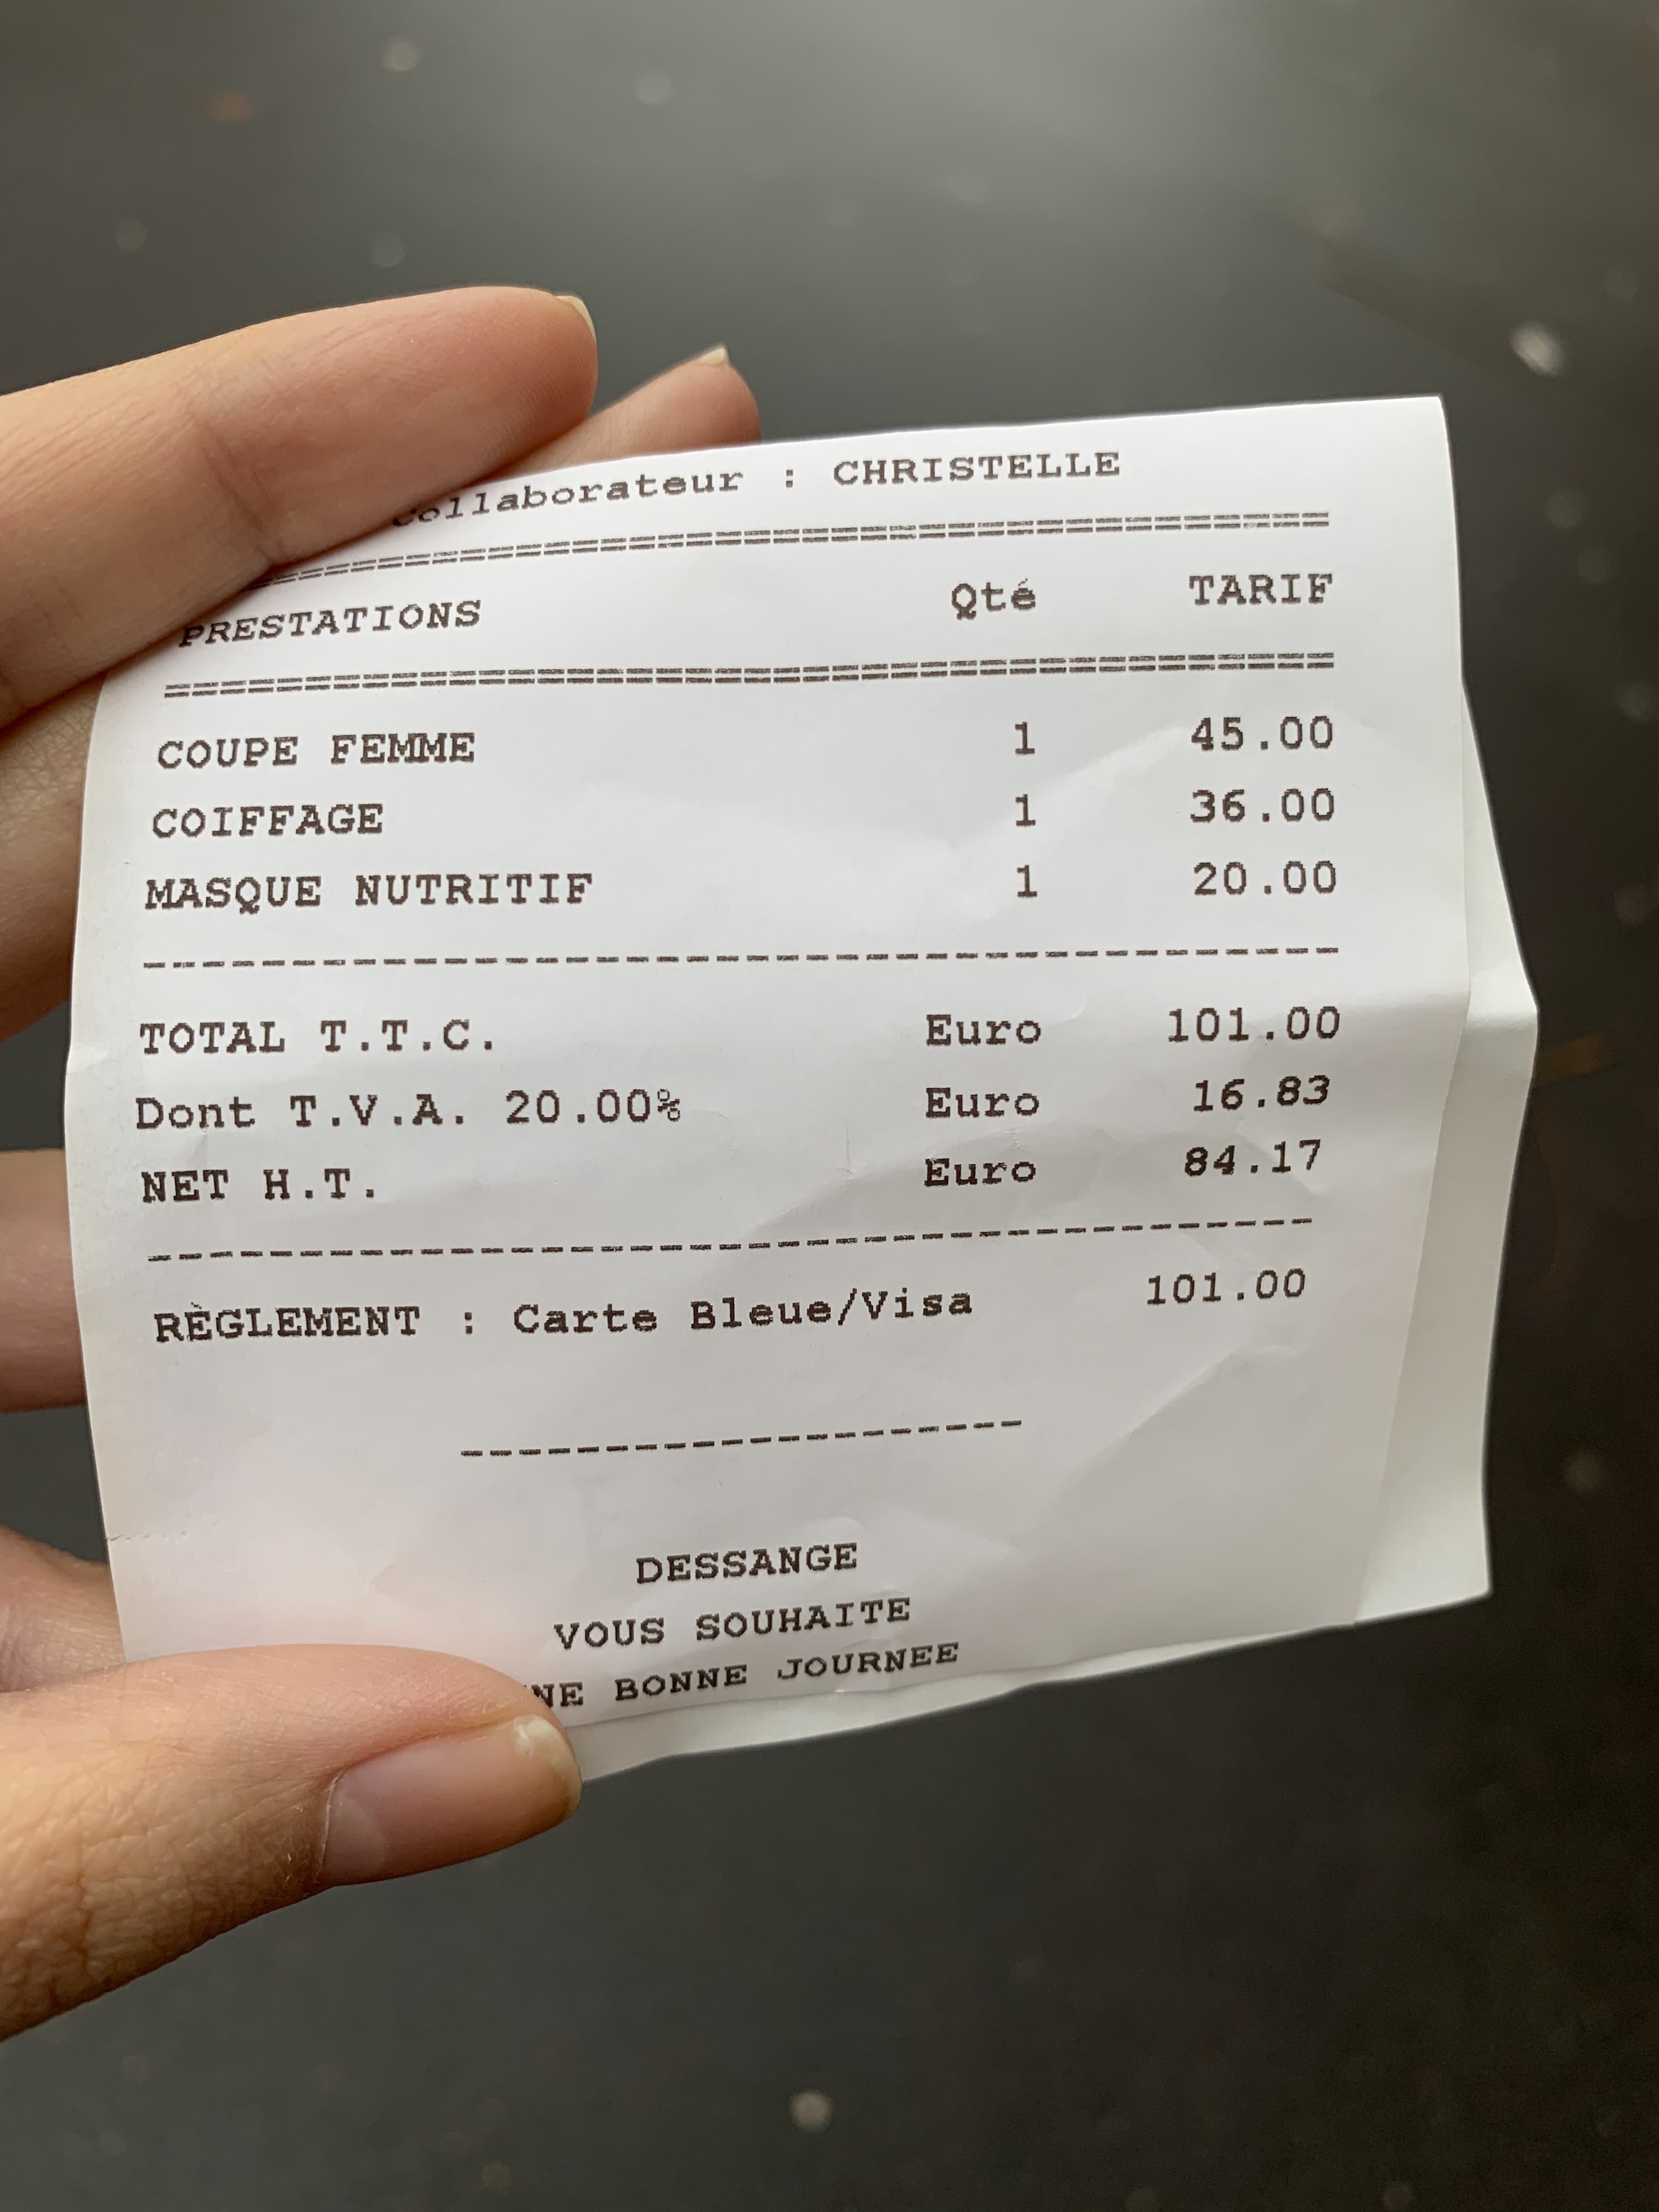 Collaborateur : CHRISTELLE
================================================
PRESTATIONS Qté TARIF
================================================
COUPE FEMME 1 45.00
COIFFAGE 1 36.00
MASQUE NUTRITIF 1 20.00
----------------------------------------
TOTAL T.T.C. Euro 101.00
Dont T.V.A. 20.00% Euro 16.83
NET H.T. Euro 84.17
----------------------------------------
RÈGLEMENT : Carte Bleue/Visa 101.00
--------------------
DESSANGE
VOUS SOUHAITE
NE BONNE JOURNEE